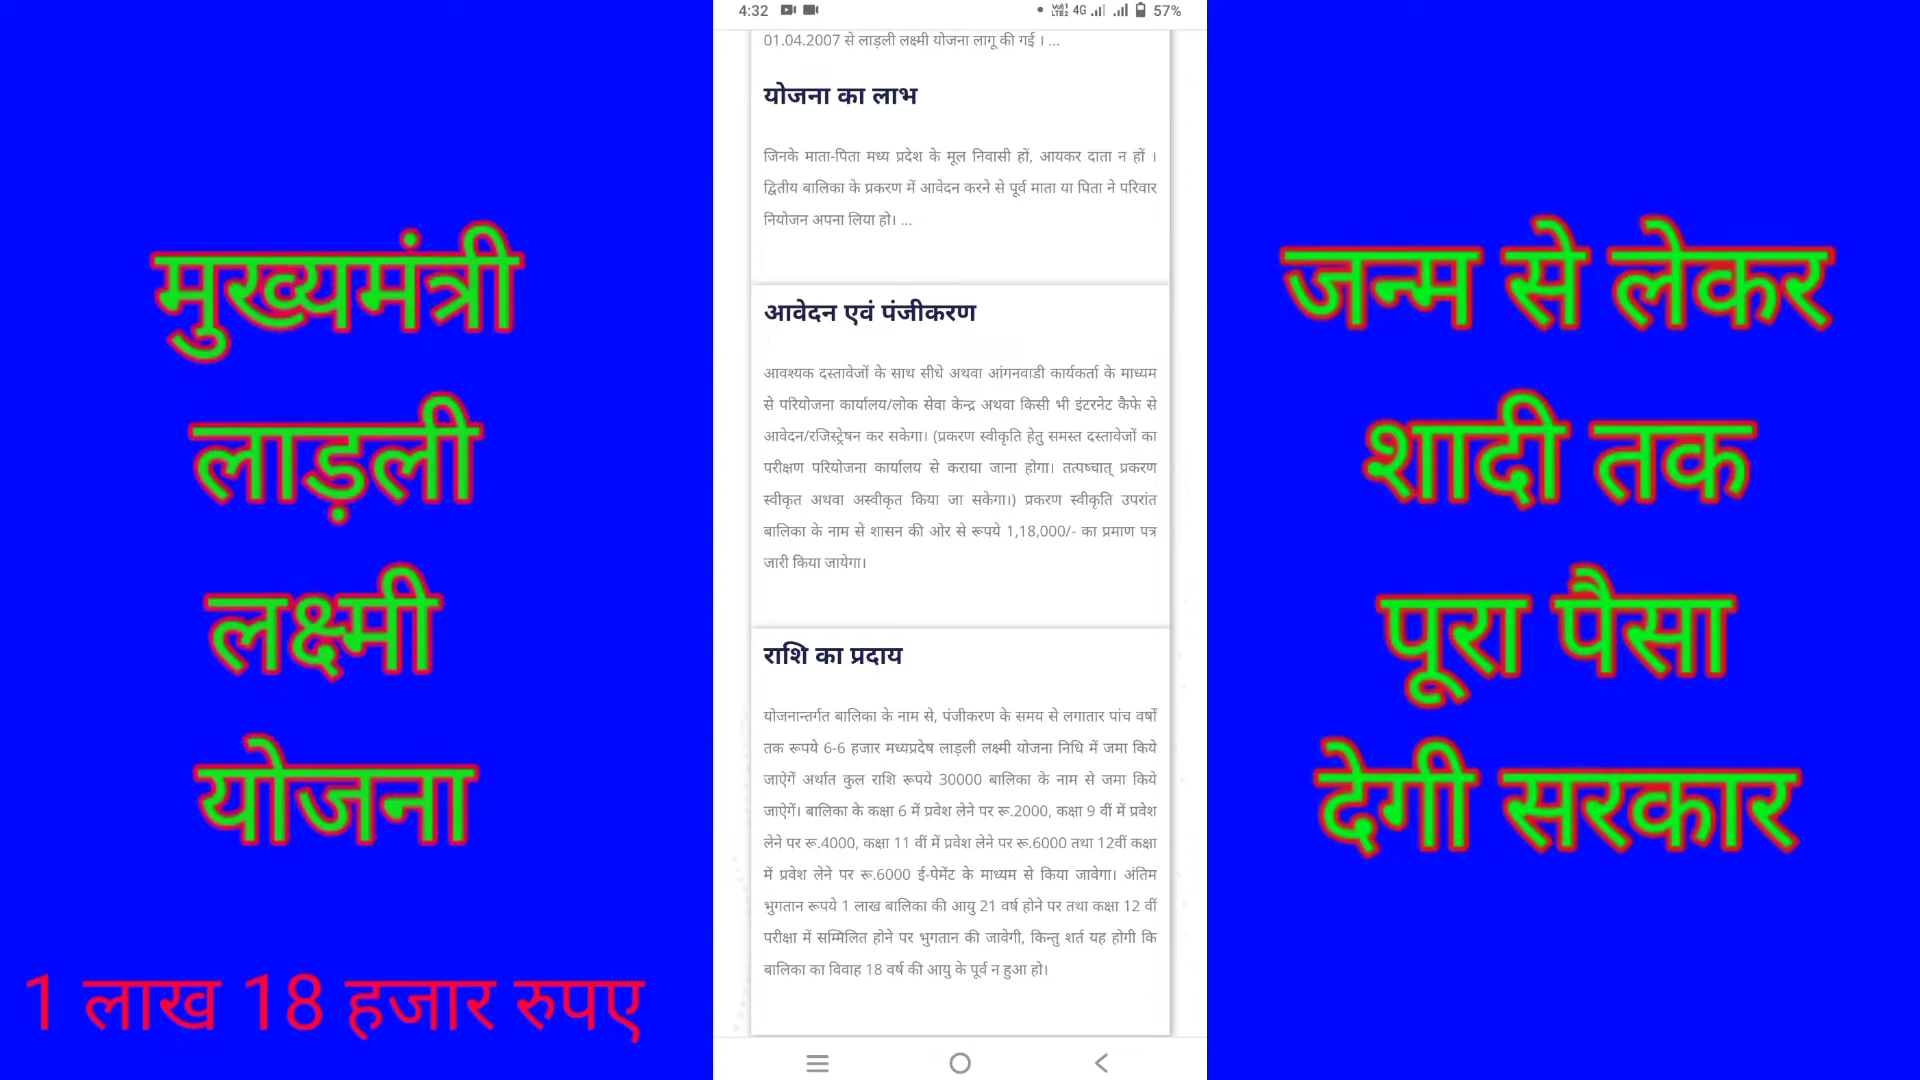 मुख्यमंत्री
लाड़ली
लक्ष्मी
योजना
1 लाख 18 हजार रुपए
4:32
4G
57%
01.04.2007 से लाड़ली लक्ष्मी योजना लागू की गई । ...
योजना का लाभ
जिनके माता-पिता मध्य प्रदेश के मूल निवासी हों, आयकर दाता न हों ।
द्वितीय बालिका के प्रकरण में आवेदन करने से पूर्व माता या पिता ने परिवार
नियोजन अपना लिया हो। ...
आवेदन एवं पंजीकरण
आवश्यक दस्तावेजों के साथ सीधे अथवा आंगनवाडी कार्यकर्ता के माध्यम
से परियोजना कार्यालय/लोक सेवा केन्द्र अथवा किसी भी इंटरनेट कैफे से
आवेदन/रजिस्ट्रेषन कर सकेगा। (प्रकरण स्वीकृति हेतु समस्त दस्तावेजों का
परीक्षण परियोजना कार्यालय से कराया जाना होगा। तत्पष्चात् प्रकरण
स्वीकृत अथवा अस्वीकृत किया जा सकेगा।) प्रकरण स्वीकृति उपरांत
बालिका के नाम से शासन की ओर से रूपये 1,18,000/- का प्रमाण पत्र
जारी किया जायेगा।
राशि का प्रदाय
योजनान्तर्गत बालिका के नाम से, पंजीकरण के समय से लगातार पांच वर्षों
तक रूपये 6-6 हजार मध्यप्रदेष लाड़ली लक्ष्मी योजना निधि में जमा किये
जाऐगें अर्थात कुल राशि रूपये 30000 बालिका के नाम से जमा किये
जाऐगें। बालिका के कक्षा 6 में प्रवेश लेने पर रू.2000, कक्षा 9 वीं में प्रवेश
लेने पर रू.4000, कक्षा 11 वीं में प्रवेश लेने पर रू.6000 तथा 12वीं कक्षा
में प्रवेश लेने पर रू.6000 ई-पेमेंट के माध्यम से किया जावेगा। अंतिम
भुगतान रूपये 1 लाख बालिका की आयु 21 वर्ष होने पर तथा कक्षा 12 वीं
परीक्षा में सम्मिलित होने पर भुगतान की जावेगी, किन्तु शर्त यह होगी कि
बालिका का विवाह 18 वर्ष की आयु के पूर्व न हुआ हो।
जन्म से लेकर
शादी तक
पूरा पैसा
देगी सरकार